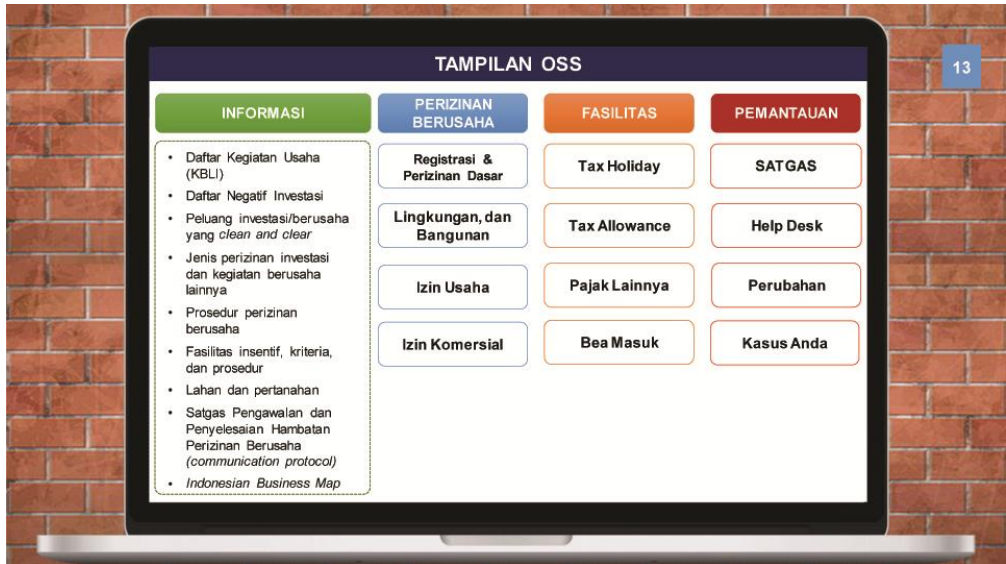 TAMPILAN OSS
13
INFORMASI
• Daftar Kegiatan Usaha
(KBLI)
• Daftar Negatif Investasi
• Peluang investasi/berusaha
yang clean and clear
• Jenis perizinan investasi
dan kegiatan berusaha
lainnya
• Prosedur perizinan
berusaha
• Fasilitas insentif, kriteria,
dan prosedur
• Lahan dan pertanahan
• Satgas Pengawalan dan
Penyelesaian Hambatan
Perizinan Berusaha
(communication protocol)
• Indonesian Business Map
PERIZINAN
BERUSAHA
Registrasi &
Perizinan Dasar
Lingkungan, dan
Bangunan
Izin Usaha
Izin Komersial
FASILITAS
Tax Holiday
Tax Allowance
Pajak Lainnya
Bea Masuk
PEMANTAUAN
SATGAS
Help Desk
Perubahan
Kasus Anda